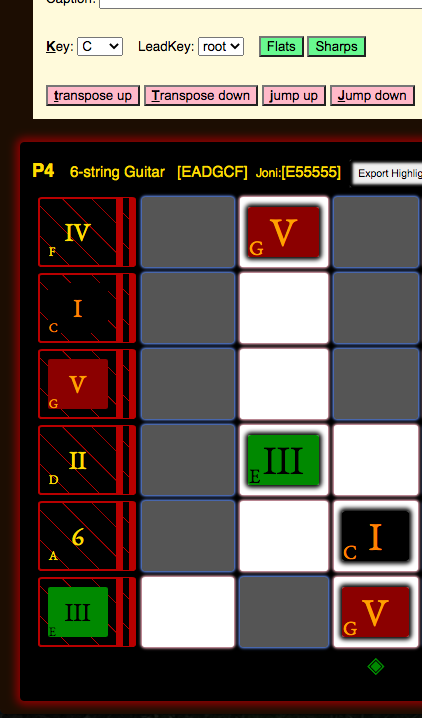 Caption:
Key: C LeadKey: root Flats Sharps
transpose up Transpose down jump up Jump down
P4 6-string Guitar [EADGCF] Joni:[E55555] Export Highlig
IV F V G
I C
V G
II D III E
6 A I C
III E V G